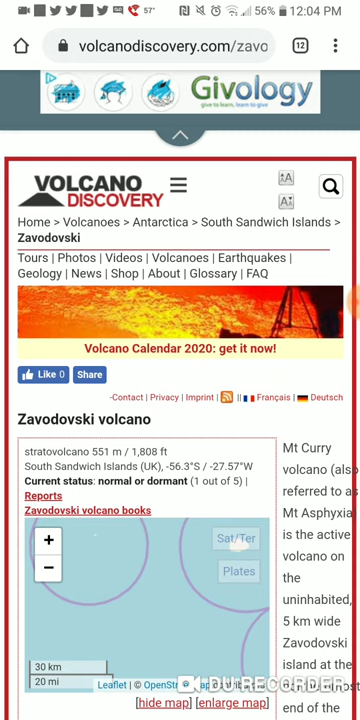 57° 56% 12:04 PM
volcanodiscovery.com/zavo 12
Givology
give to learn, learn to give
VOLCANO
DISCOVERY
A
A
Home > Volcanoes > Antarctica > South Sandwich Islands >
Zavodovski
Tours | Photos | Videos | Volcanoes | Earthquakes |
Geology | News | Shop | About | Glossary | FAQ
Volcano Calendar 2020: get it now!
Like 0 Share
-Contact | Privacy | Imprint | || Français | Deutsch
Zavodovski volcano
stratovolcano 551 m / 1,808 ft
South Sandwich Islands (UK), -56.3°S / -27.57°W
Current status: normal or dormant (1 out of 5) |
Reports
Zavodovski volcano books
+
−
Sat/Ter
Plates
30 km
20 mi
Leaflet | © OpenStreetMap contributors
[hide map] [enlarge map]
Mt Curry
volcano (also
referred to as
Mt Asphyxia
is the active
volcano on
the
uninhabited,
5 km wide
Zavodovski
island at the
end of the
DU RECORDER